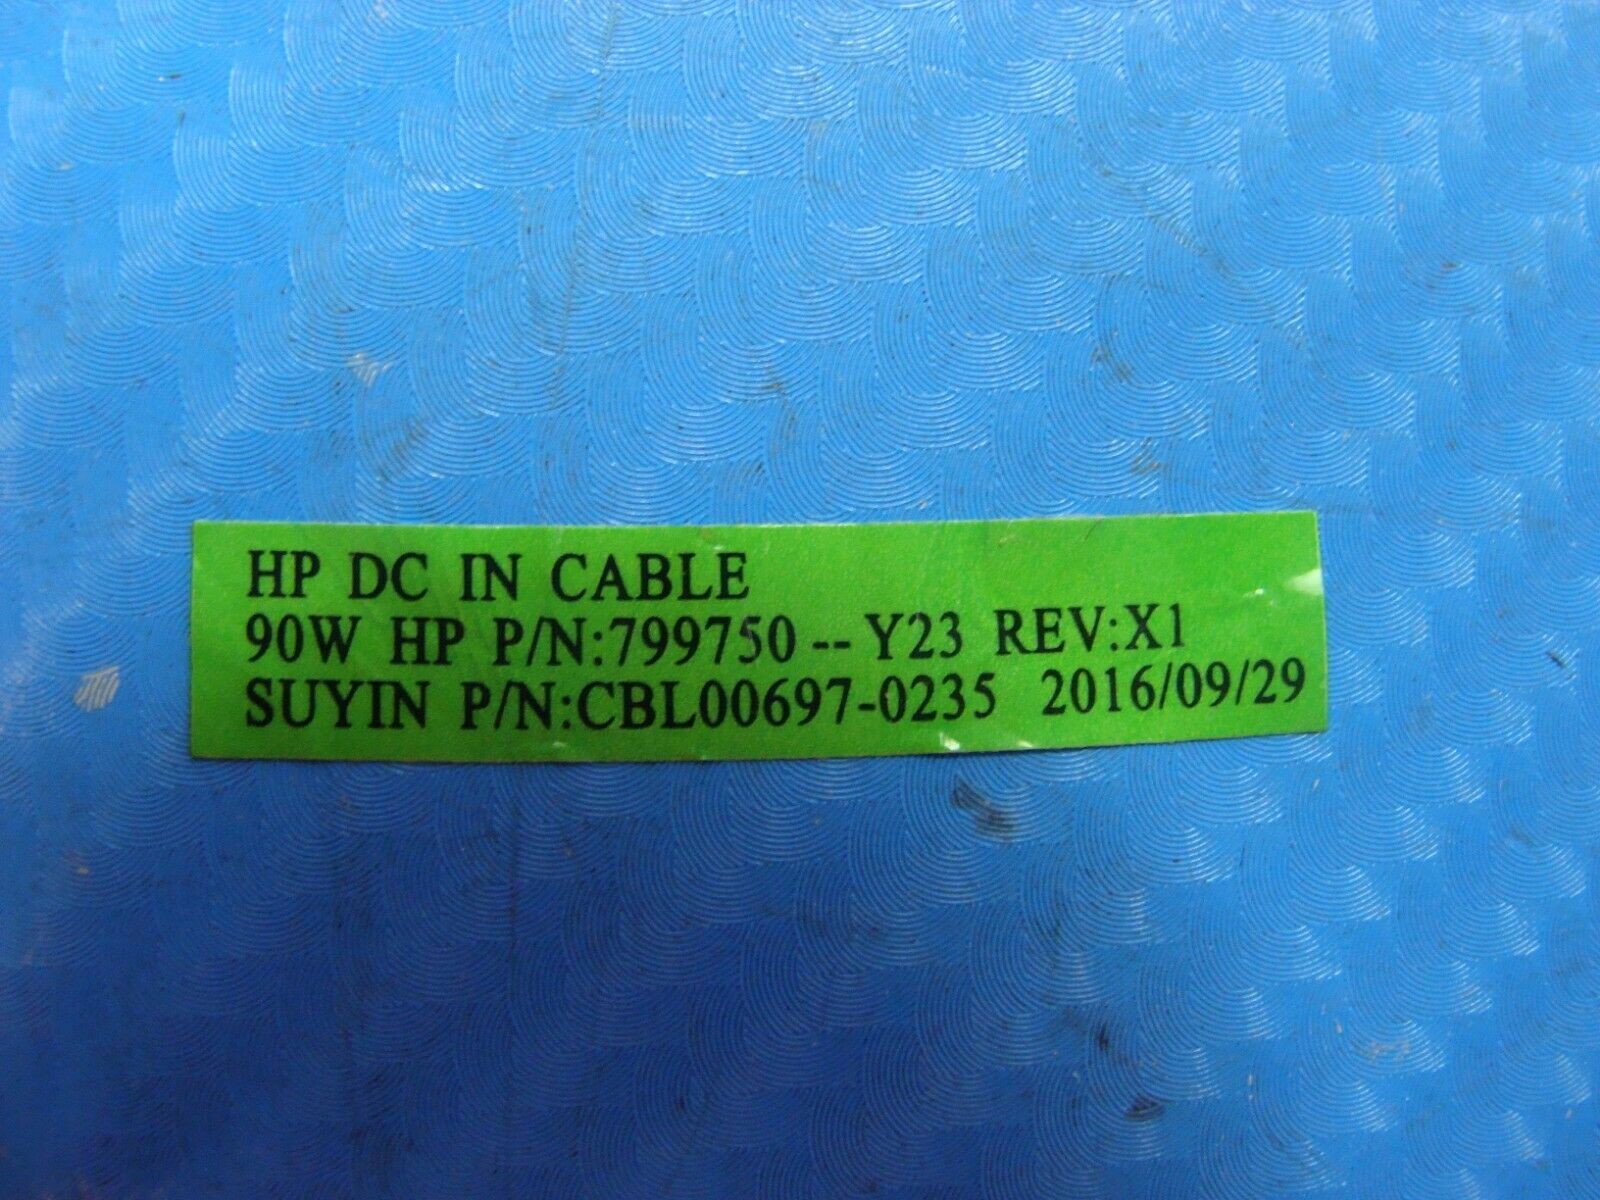 HP DC IN CABLE
90W HP P/N:799750--Y23 REV:X1
SUYIN P/N:CBL00697-0235 2016/09/29